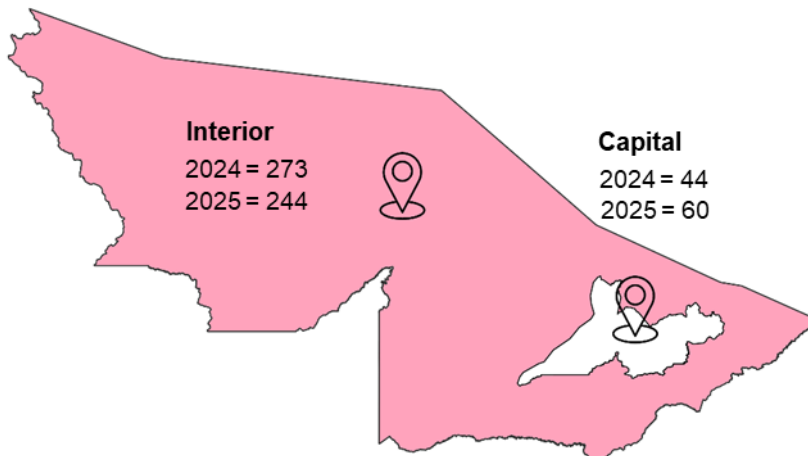 Interior
2024 = 273
2025 = 244
Capital
2024 = 44
2025 = 60